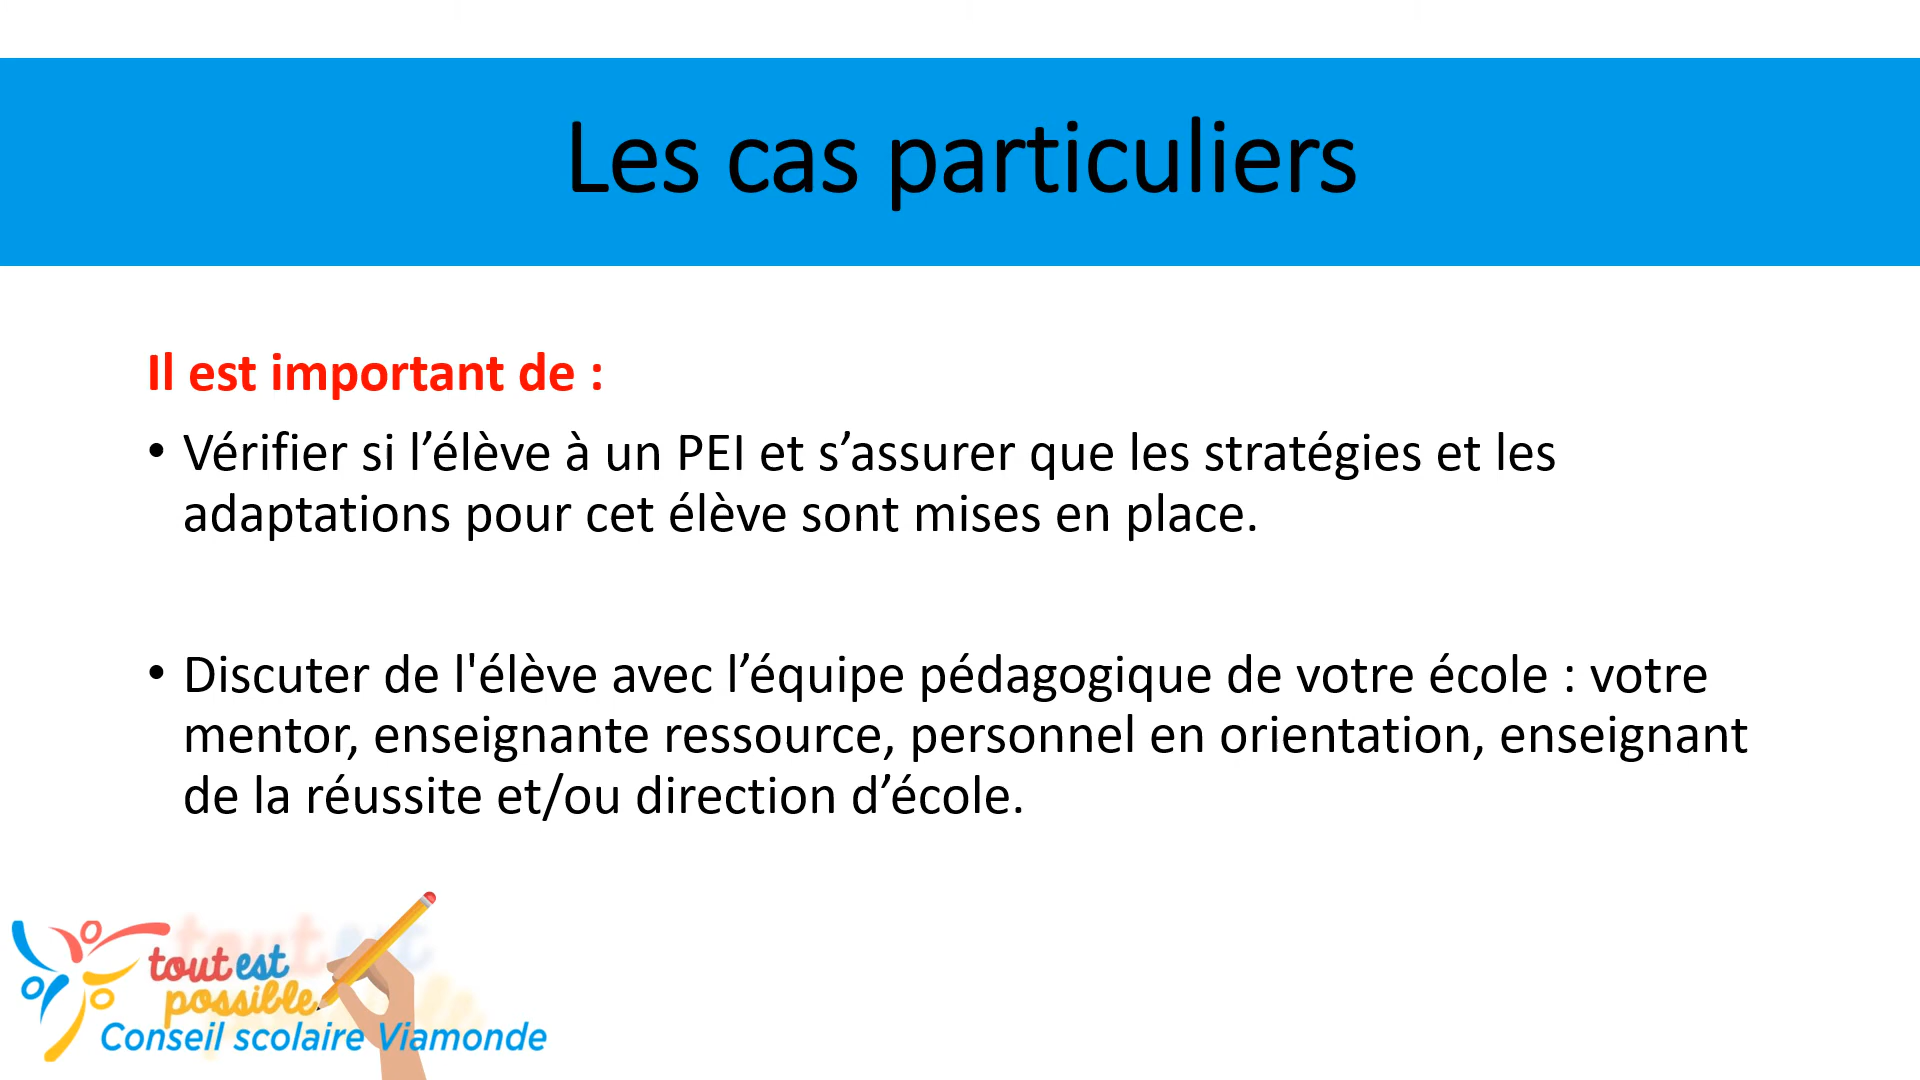 Les cas particuliers
Il est important de :
• Vérifier si l’élève à un PEI et s’assurer que les stratégies et les
adaptations pour cet élève sont mises en place.
• Discuter de l'élève avec l’équipe pédagogique de votre école : votre
mentor, enseignante ressource, personnel en orientation, enseignant
de la réussite et/ou direction d’école.
tout est
possible
Conseil scolaire Viamonde